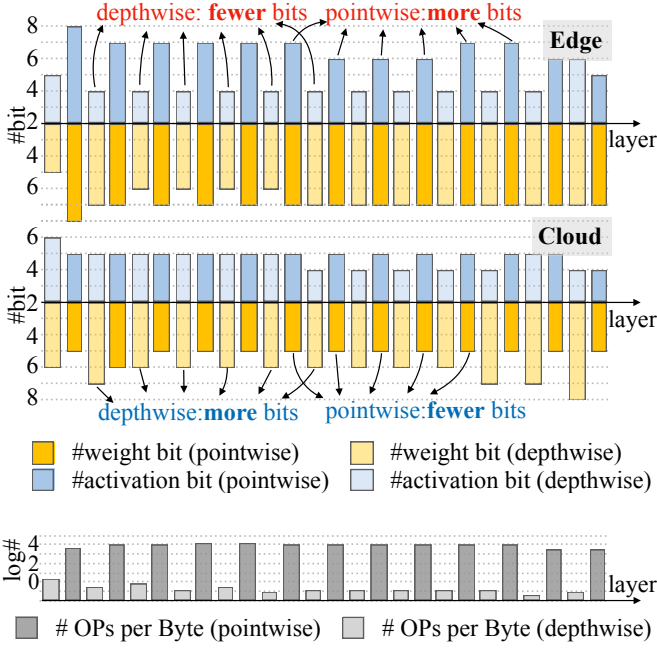 depthwise: fewer bits pointwise:more bits
Edge
8
6
4
2
4
6
#bit
layer
Cloud
6
4
2
4
6
8
#bit
layer
depthwise:more bits pointwise:fewer bits
#weight bit (pointwise) #weight bit (depthwise)
#activation bit (pointwise) #activation bit (depthwise)
log#
4
2
0
layer
# OPs per Byte (pointwise) # OPs per Byte (depthwise)